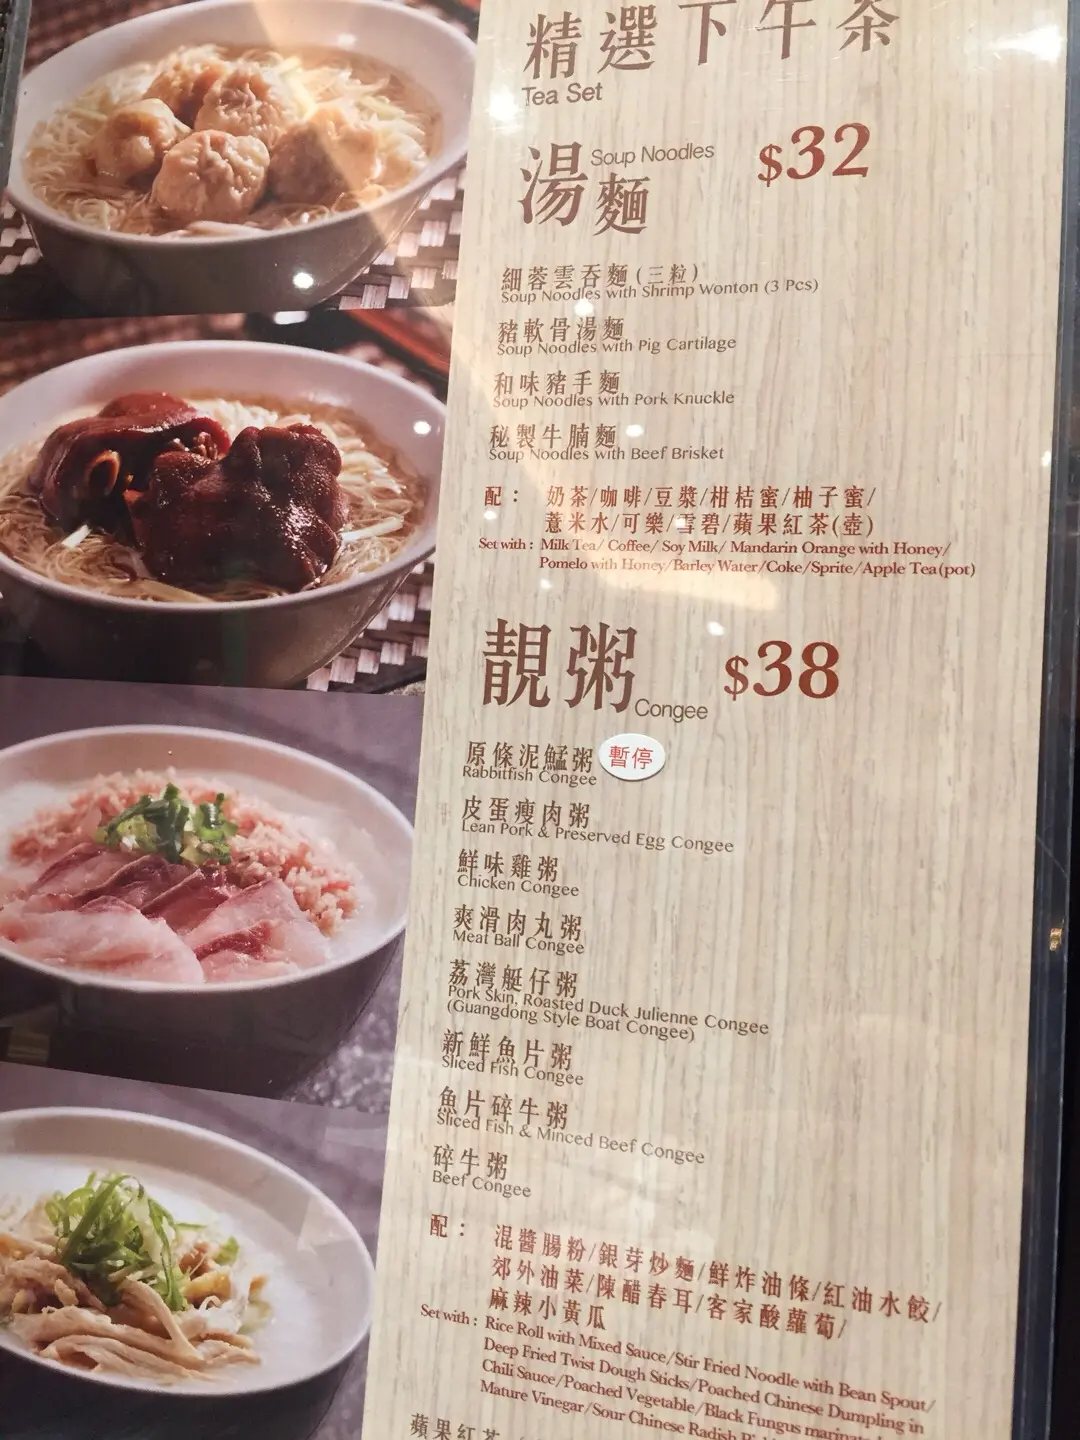 精選下午茶
Tea Set
湯麵
Soup Noodles
$32
細蓉雲吞麵(三粒)
Soup Noodles with Shrimp Wonton (3 Pcs)
豬軟骨湯麵
Soup Noodles with Pig Cartilage
和味豬手麵
Soup Noodles with Pork Knuckle
秘製牛腩麵
Soup Noodles with Beef Brisket
配： 奶茶/咖啡/豆漿/柑桔蜜/柚子蜜/
薏米水/可樂/雪碧/蘋果紅茶(壺)
Set with : Milk Tea/ Coffee/ Soy Milk/ Mandarin Orange with Honey/
Pomelo with Honey/Barley Water/Coke/Sprite/Apple Tea(pot)
靚粥
Congee
$38
原條泥鯭粥 暫停
Rabbitfish Congee
皮蛋瘦肉粥
Lean Pork & Preserved Egg Congee
鮮味雞粥
Chicken Congee
爽滑肉丸粥
Meat Ball Congee
荔灣艇仔粥
Pork Skin, Roasted Duck Julienne Congee
(Guangdong Style Boat Congee)
新鮮魚片粥
Sliced Fish Congee
魚片碎牛粥
Sliced Fish & Minced Beef Congee
碎牛粥
Beef Congee
配： 混醬腸粉/銀芽炒麵/鮮炸油條/紅油水餃/
郊外油菜/陳醋春耳/客家酸蘿蔔/
麻辣小黃瓜
Set with : Rice Roll with Mixed Sauce/Stir Fried Noodle with Bean Spout/
Deep Fried Twist Dough Sticks/Poached Chinese Dumpling in
Chili Sauce/Poached Vegetable/Black Fungus
Mature Vinegar/Sour Chinese Radish
蘋果紅茶